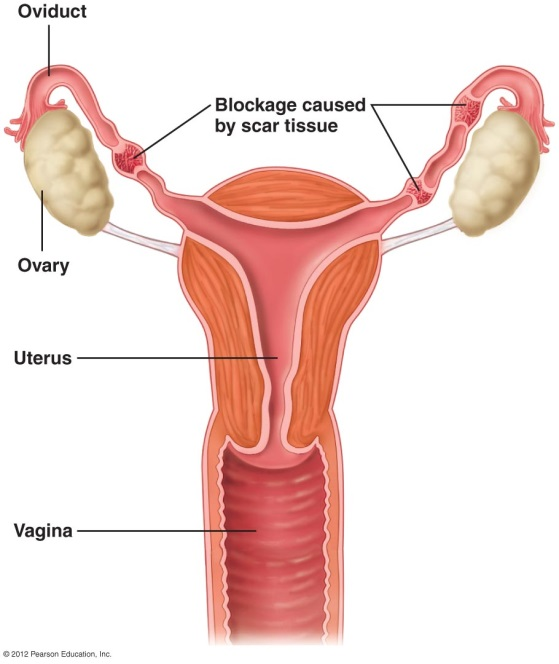 Oviduct
Blockage caused
by scar tissue
Ovary
Uterus
Vagina
© 2012 Pearson Education, Inc.